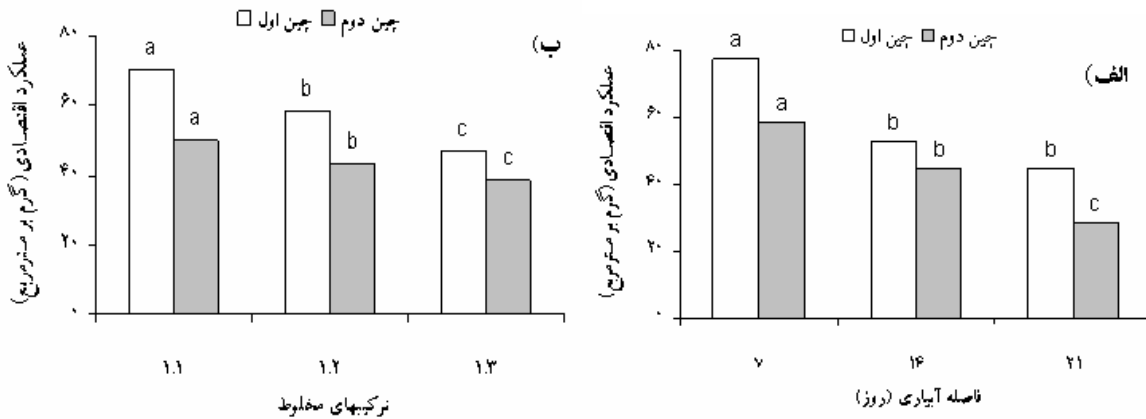 الف)
چین اول چین دوم
عملکرد اقتصادی (گرم بر مترمربع)
۸۰
۶۰
۴۰
۲۰
۰
a
a
b
b
b
c
۷ ۱۴ ۲۱
فاصله آبیاری (روز)
ب)
چین اول چین دوم
عملکرد اقتصادی (گرم بر مترمربع)
۸۰
۶۰
۴۰
۲۰
۰
a
a
b
b
c
c
۱.۱ ۱.۲ ۱.۳
ترکیبهای مخلوط